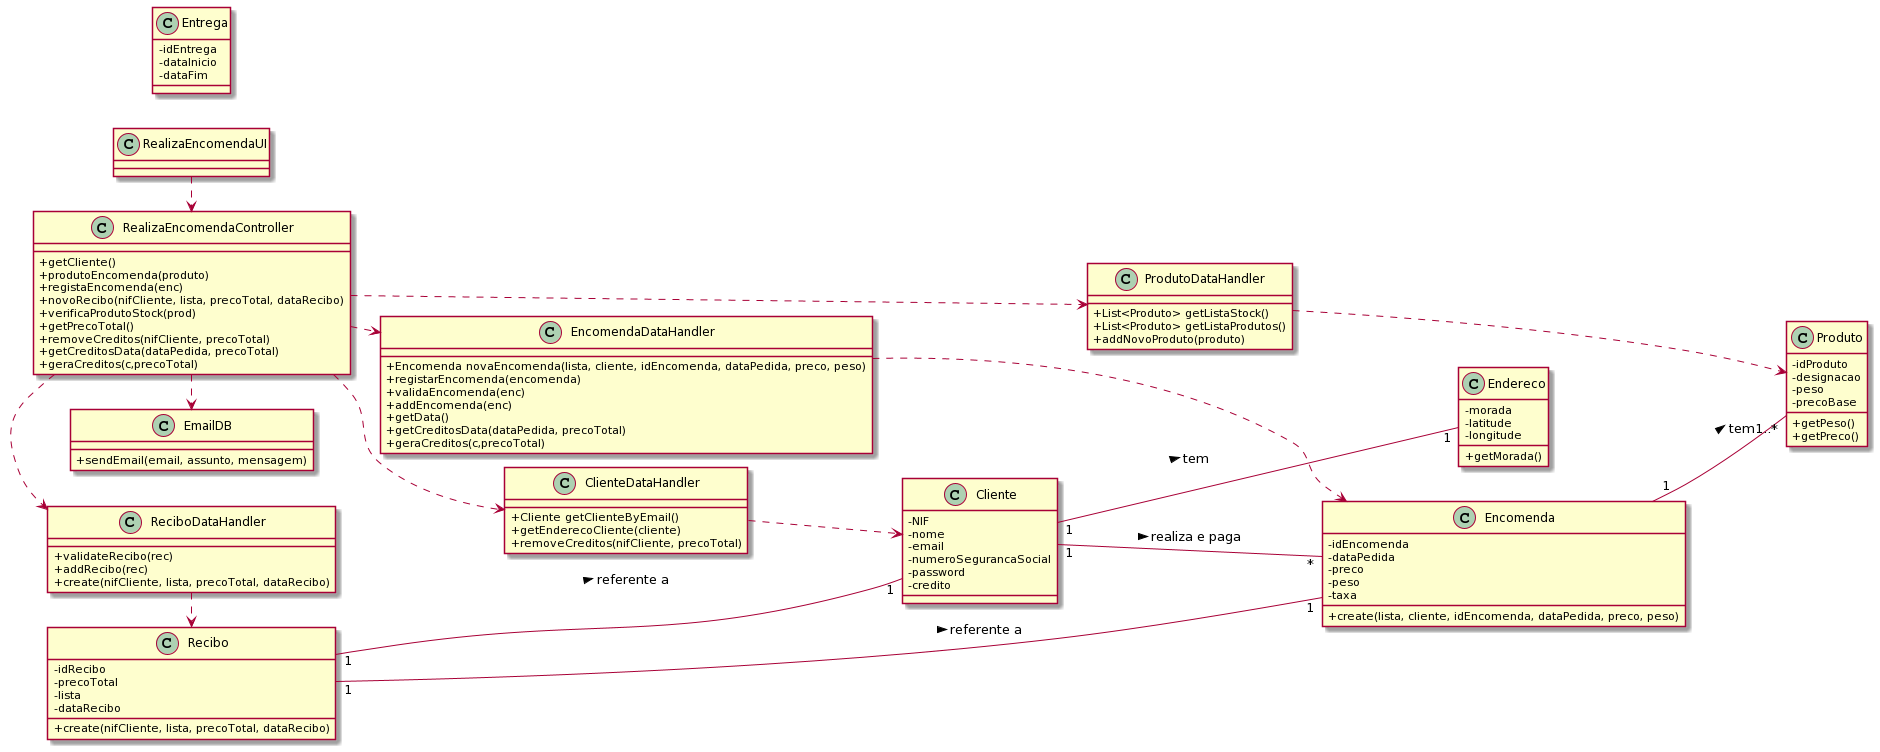 Entrega
-idEntrega
-dataInicio
-dataFim
RealizaEncomendaUI
RealizaEncomendaController
+getCliente()
+produtoEncomenda(produto)
+registaEncomenda(enc)
+novoRecibo(nifCliente, lista, precoTotal, dataRecibo)
+verificaProdutoStock(prod)
+getPrecoTotal()
+removeCreditos(nifCliente, precoTotal)
+getCreditosData(dataPedida, precoTotal)
+geraCreditos(c,precoTotal)
ProdutoDataHandler
+List<Produto> getListaStock()
+List<Produto> getListaProdutos()
+addNovoProduto(produto)
EncomendaDataHandler
+Encomenda novaEncomenda(lista, cliente, idEncomenda, dataPedida, preco, peso)
+registarEncomenda(encomenda)
+validaEncomenda(enc)
+addEncomenda(enc)
+getData()
+getCreditosData(dataPedida, precoTotal)
+geraCreditos(c,precoTotal)
Produto
-idProduto
-designacao
-peso
-precoBase
+getPeso()
+getPreco()
Endereco
-morada
-latitude
-longitude
+getMorada()
EmailDB
+sendEmail(email, assunto, mensagem)
ClienteDataHandler
+Cliente getClienteByEmail()
+getEnderecoCliente(cliente)
+removeCreditos(nifCliente, precoTotal)
Cliente
-NIF
-nome
-email
-numeroSegurancaSocial
-password
-credito
Encomenda
-idEncomenda
-dataPedida
-preco
-peso
-taxa
+create(lista, cliente, idEncomenda, dataPedida, preco, peso)
ReciboDataHandler
+validateRecibo(rec)
+addRecibo(rec)
+create(nifCliente, lista, precoTotal, dataRecibo)
Recibo
-idRecibo
-precoTotal
-lista
-dataRecibo
+create(nifCliente, lista, precoTotal, dataRecibo)
tem
1
1
realiza e paga
1
*
tem
1
1..*
referente a
1
1
referente a
1
1